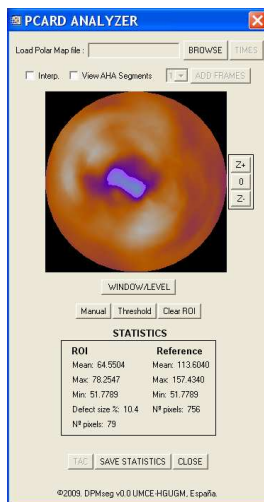 PCARD ANALYZER
Load Polar Map file : BROWSE TIMES
Interp. View AHA Segments 1 ADD FRAMES
Z+
0
Z-
WINDOW/LEVEL
Manual Threshold Clear ROI
STATISTICS
ROI Reference
Mean: 64.5504 Mean: 113.6040
Max: 78.2547 Max: 157.4340
Min: 51.7789 Min: 51.7789
Defect size %: 10.4 Nº pixels: 756
Nº pixels: 79
TAC SAVE STATISTICS CLOSE
©2009. DPMseg v0.0 UMCE-HGUGM, España.